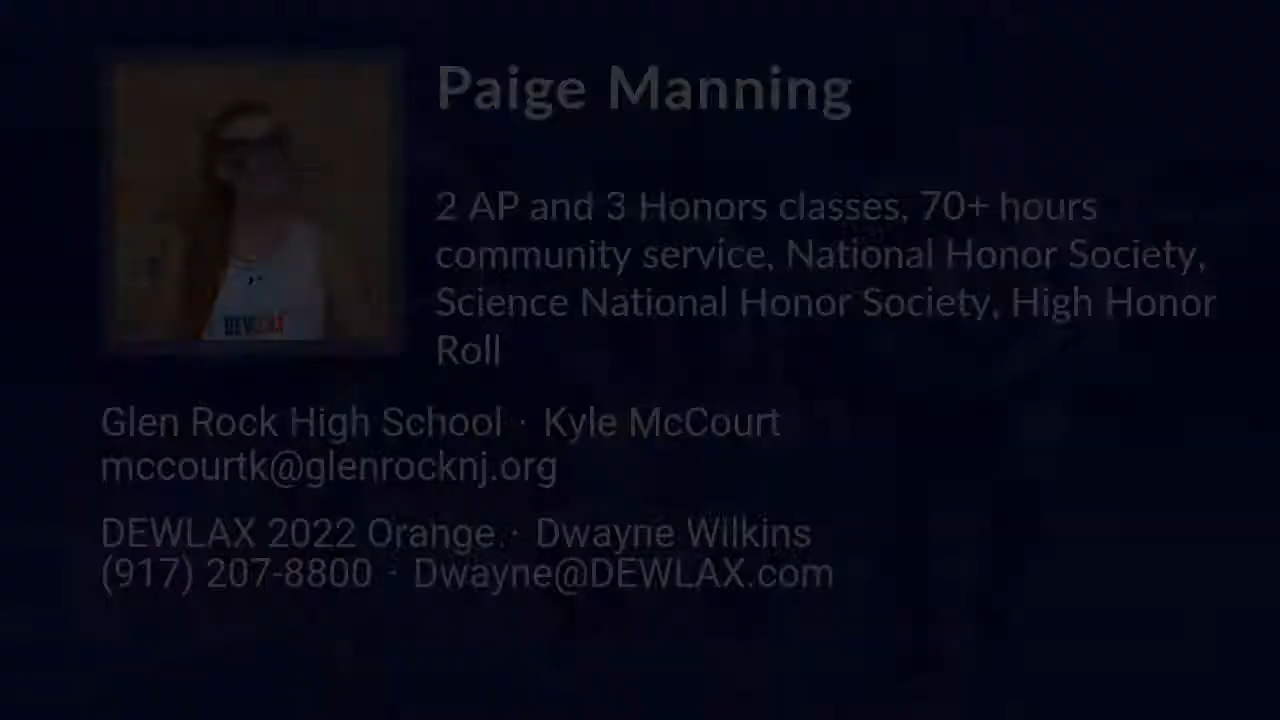 Paige Manning
2 AP and 3 Honors classes, 70+ hours
community service, National Honor Society,
Science National Honor Society, High Honor
Roll
DEWLAX
Glen Rock High School · Kyle McCourt
mccourtk@glenrocknj.org
DEWLAX 2022 Orange · Dwayne Wilkins
(917) 207-8800 · Dwayne@DEWLAX.com